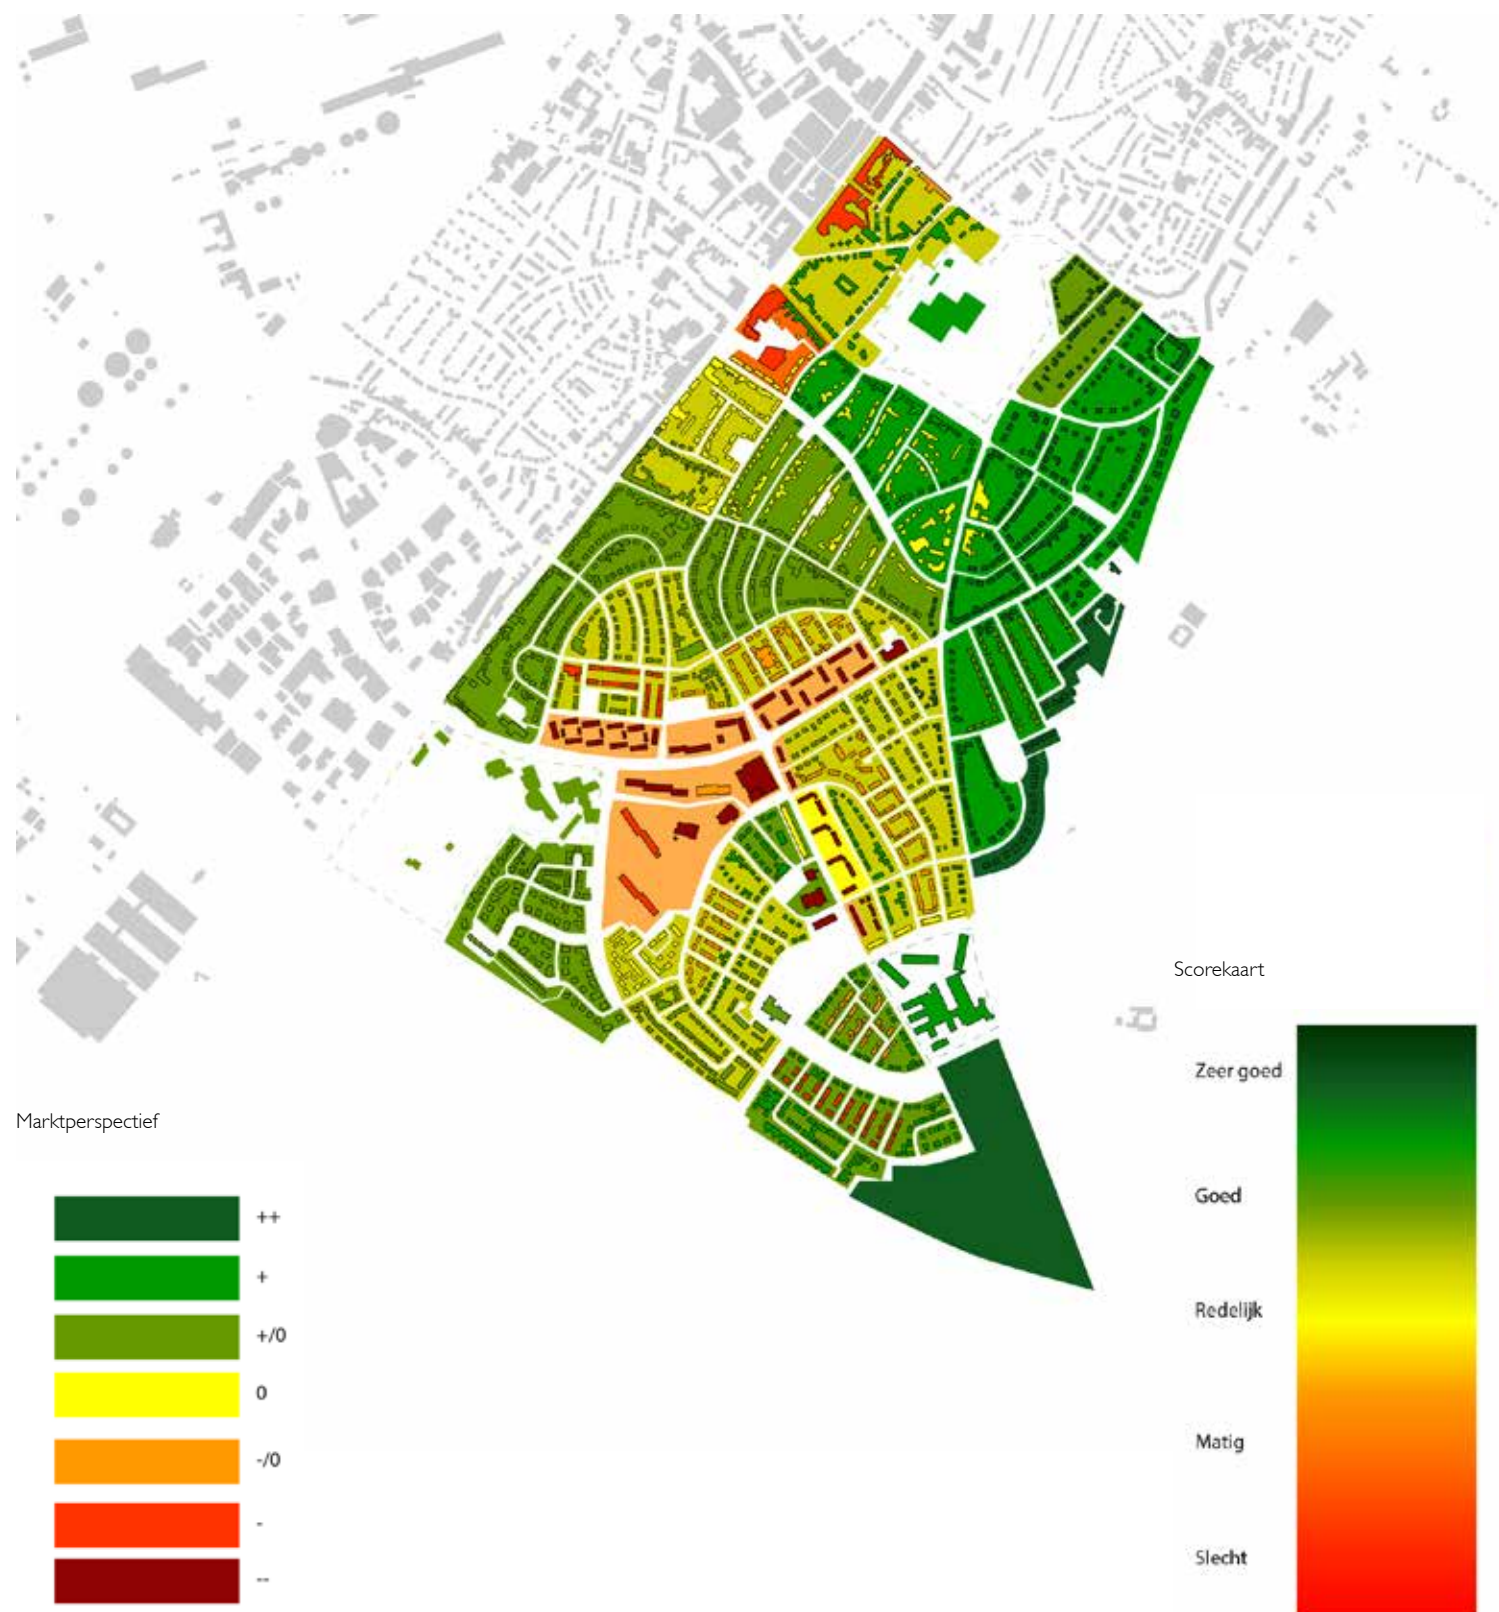 Scorekaart
Zeer goed
Goed
Redelijk
Matig
Slecht
Marktperspectief
++
+
+/0
0
-/0
-
--